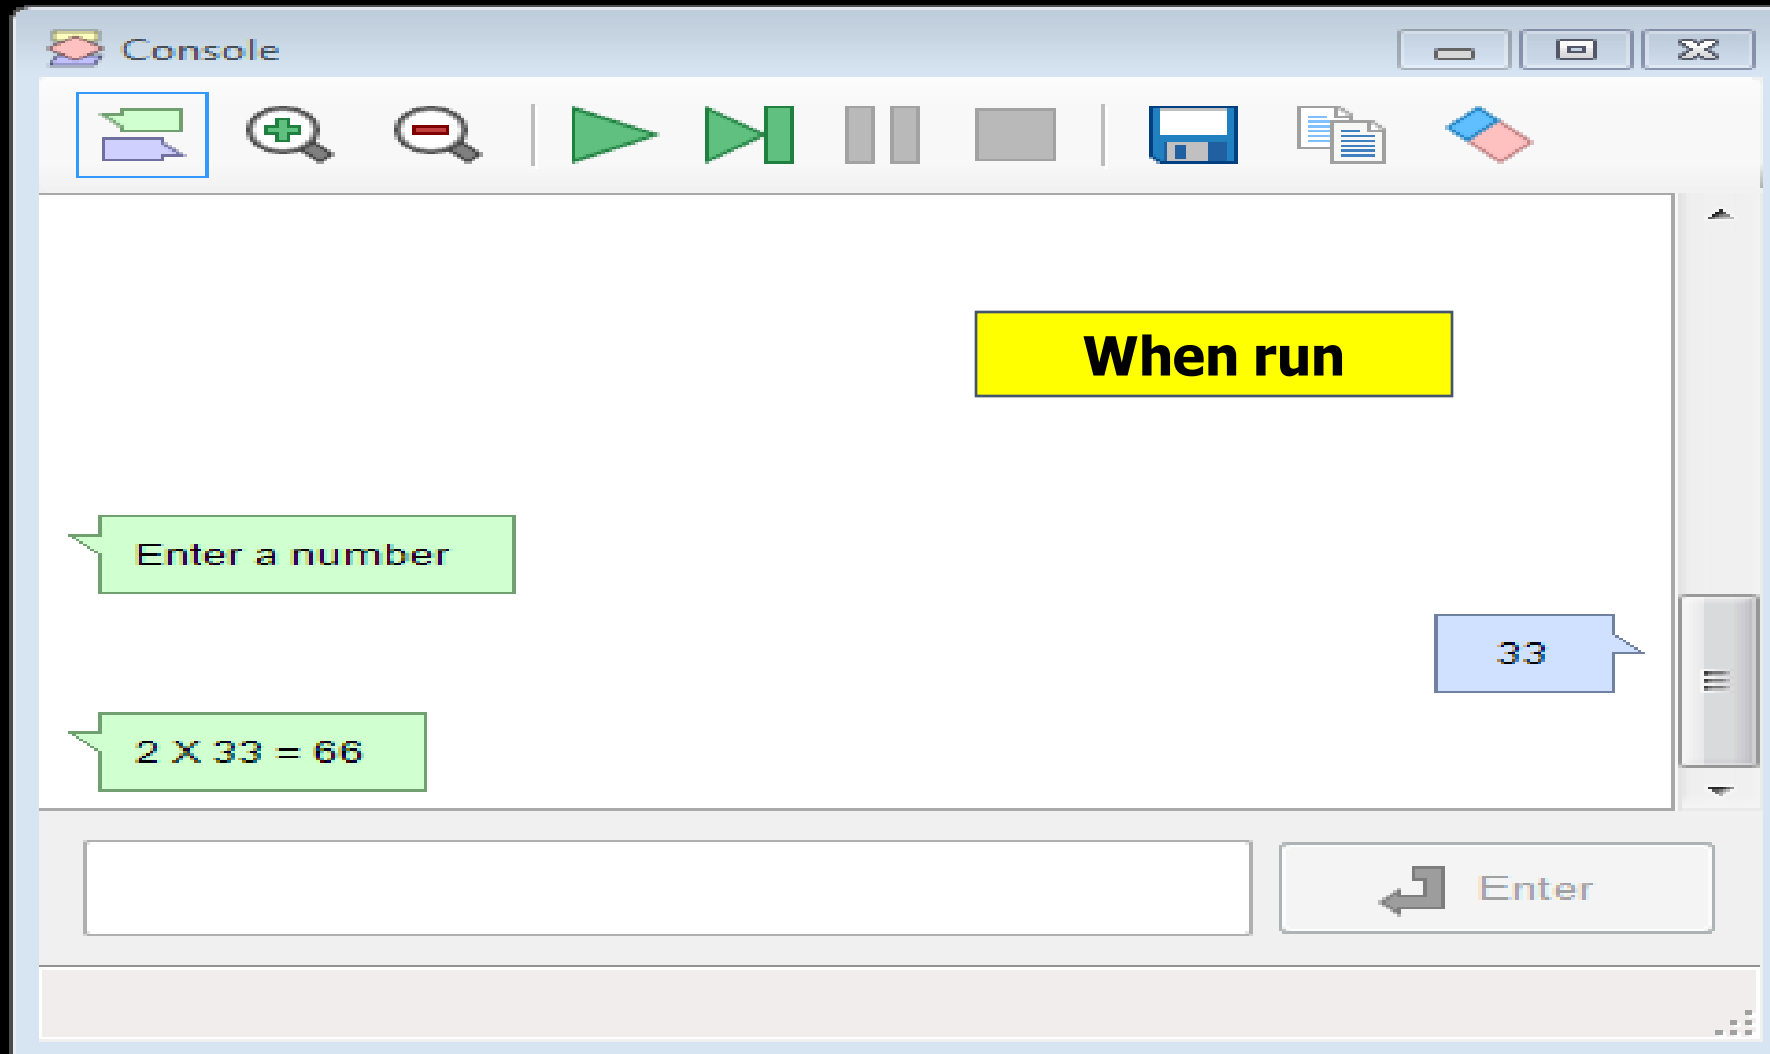 Console
When run
Enter a number
33
2 X 33 = 66
Enter